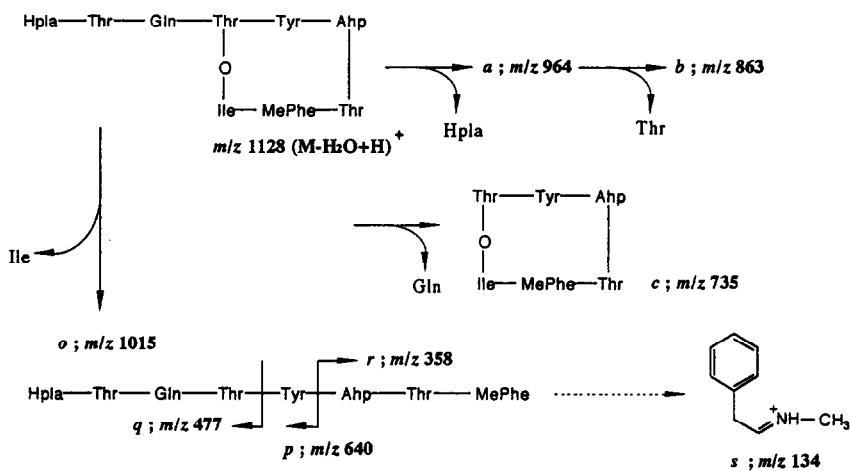 Hpla—Thr—Gln—Thr—Tyr—Ahp
O
Ile—MePhe—Thr
m/z 1128 (M-H₂O+H)⁺
a ; m/z 964
b ; m/z 863
Hpla
Thr
Ile
Gln
Thr—Tyr—Ahp
O
Ile—MePhe—Thr
c ; m/z 735
o ; m/z 1015
r ; m/z 358
Hpla—Thr—Gln—Thr—Tyr—Ahp—Thr—MePhe
q ; m/z 477
p ; m/z 640
+
NH—CH₃
s ; m/z 134